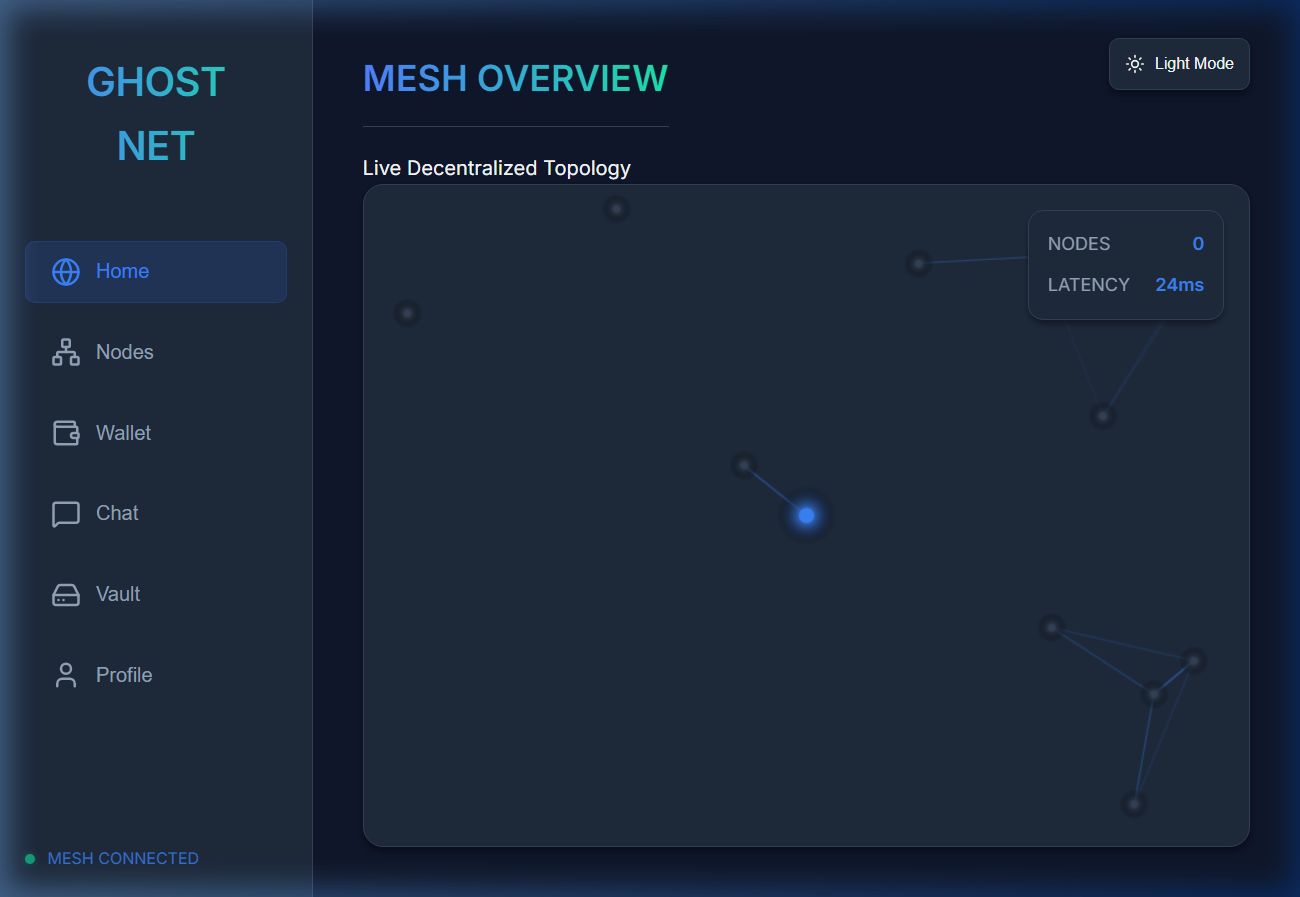 GHOST
NET
Home
Nodes
Wallet
Chat
Vault
Profile
MESH CONNECTED
MESH OVERVIEW
Light Mode
Live Decentralized Topology
NODES 0
LATENCY 24ms